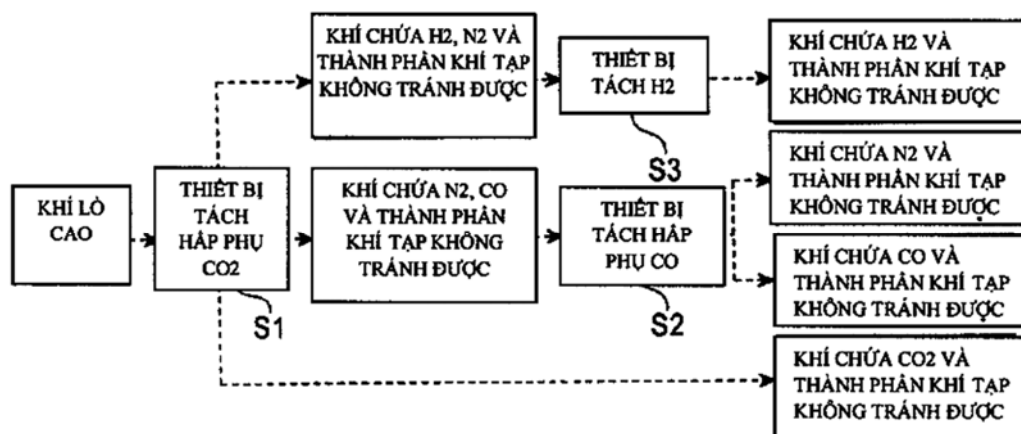 KHÍ LÒ
CAO
THIẾT BỊ
TÁCH
HẤP PHỤ
CO2
S1
KHÍ CHỨA H2, N2 VÀ
THÀNH PHẦN KHÍ TẠP
KHÔNG TRÁNH ĐƯỢC
THIẾT BỊ
TÁCH H2
S3
KHÍ CHỨA H2 VÀ
THÀNH PHẦN KHÍ TẠP
KHÔNG TRÁNH ĐƯỢC
KHÍ CHỨA N2, CO
VÀ THÀNH PHẦN
KHÍ TẠP KHÔNG
TRÁNH ĐƯỢC
THIẾT BỊ
TÁCH HẤP
PHỤ CO
S2
KHÍ CHỨA N2 VÀ
THÀNH PHẦN KHÍ TẠP
KHÔNG TRÁNH ĐƯỢC
KHÍ CHỨA CO VÀ
THÀNH PHẦN KHÍ TẠP
KHÔNG TRÁNH ĐƯỢC
KHÍ CHỨA CO2 VÀ
THÀNH PHẦN KHÍ TẠP
KHÔNG TRÁNH ĐƯỢC